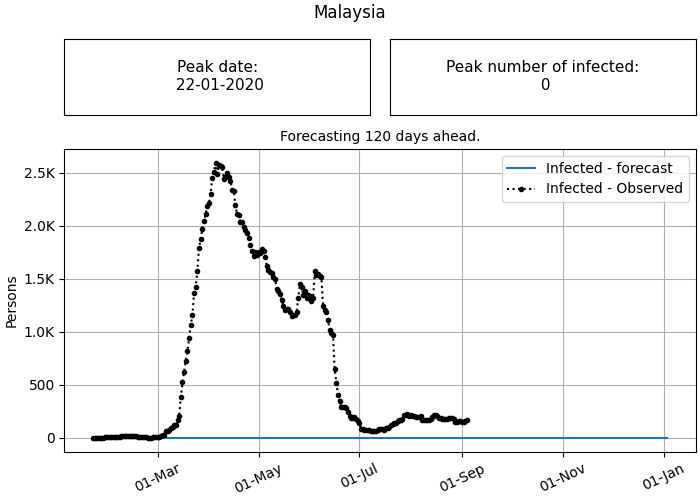 Malaysia
Peak date:
22-01-2020
Peak number of infected:
0
Forecasting 120 days ahead.
Infected - forecast
Infected - Observed
2.5K
2.0K
1.5K
1.0K
500
0
Persons
01-Mar
01-May
01-Jul
01-Sep
01-Nov
01-Jan